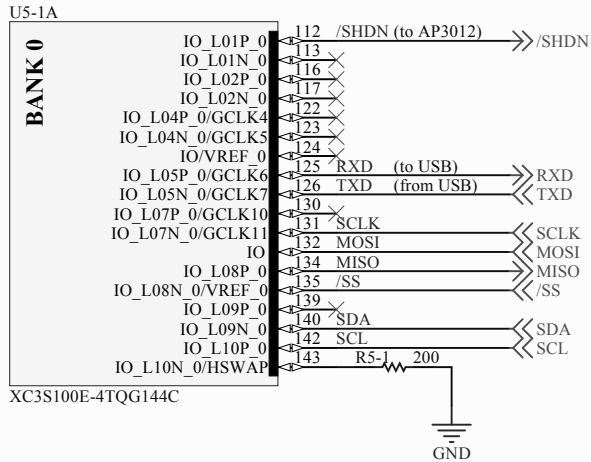 U5-1A
BANK 0
IO_L01P_0 112 /SHDN (to AP3012) /SHDN
IO_L01N_0 113
IO_L02P_0 116
IO_L02N_0 117
IO_L04P_0/GCLK4 122
IO_L04N_0/GCLK5 123
IO/VREF_0 124
IO_L05P_0/GCLK6 125 RXD (to USB) RXD
IO_L05N_0/GCLK7 126 TXD (from USB) TXD
IO_L07P_0/GCLK10 130
IO_L07N_0/GCLK11 131 SCLK SCLK
IO 132 MOSI MOSI
IO_L08P_0 134 MISO MISO
IO_L08N_0/VREF_0 135 /SS /SS
IO_L09P_0 139
IO_L09N_0 140 SDA SDA
IO_L10P_0 142 SCL SCL
IO_L10N_0/HSWAP 143 R5-1 200
XC3S100E-4TQG144C
GND